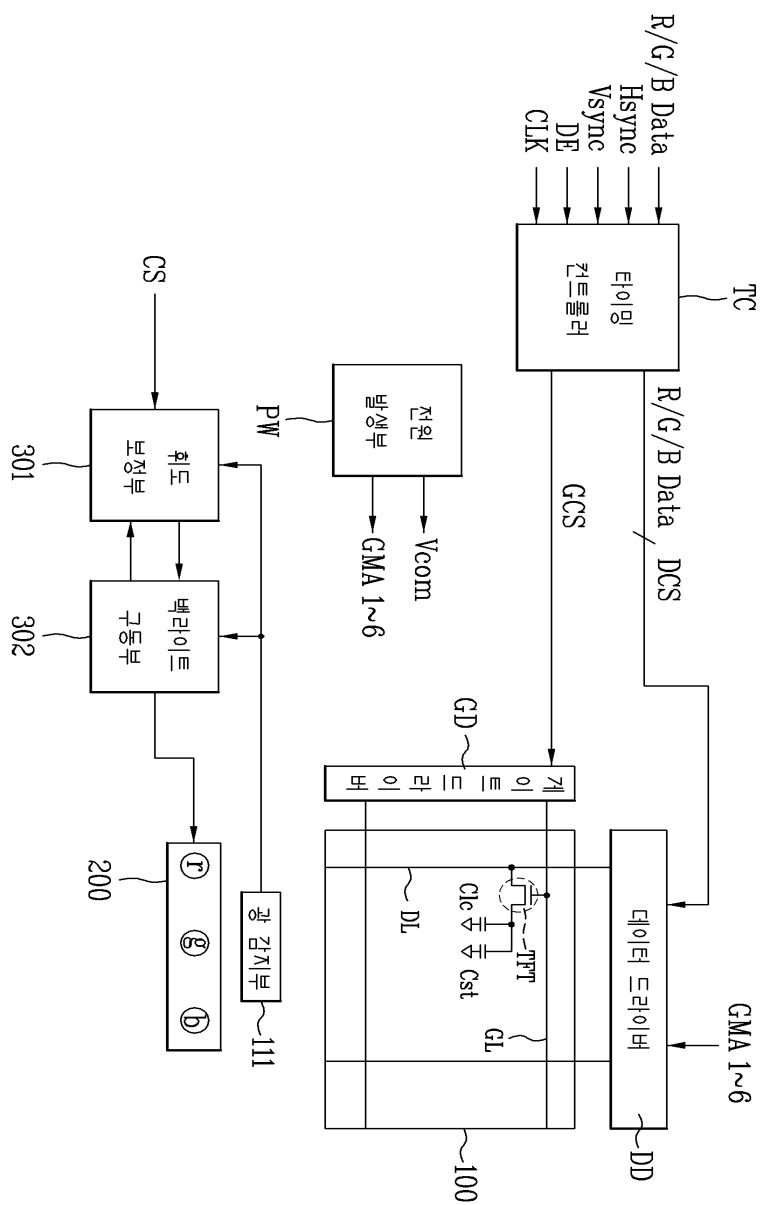 R/G/B Data
Hsync
Vsync
DE
CLK
타이밍
컨트롤러
TC
R/G/B Data
DCS
GCS
전원
발생부
PW
Vcom
GMA 1~6
CS
휘도
보정부
301
백라이트
구동부
302
GD
게이트 드라이버
데이터 드라이버
GMA 1~6
DD
DL
Clc
Cst
TFT
GL
100
광 감지부
111
200
r
g
b